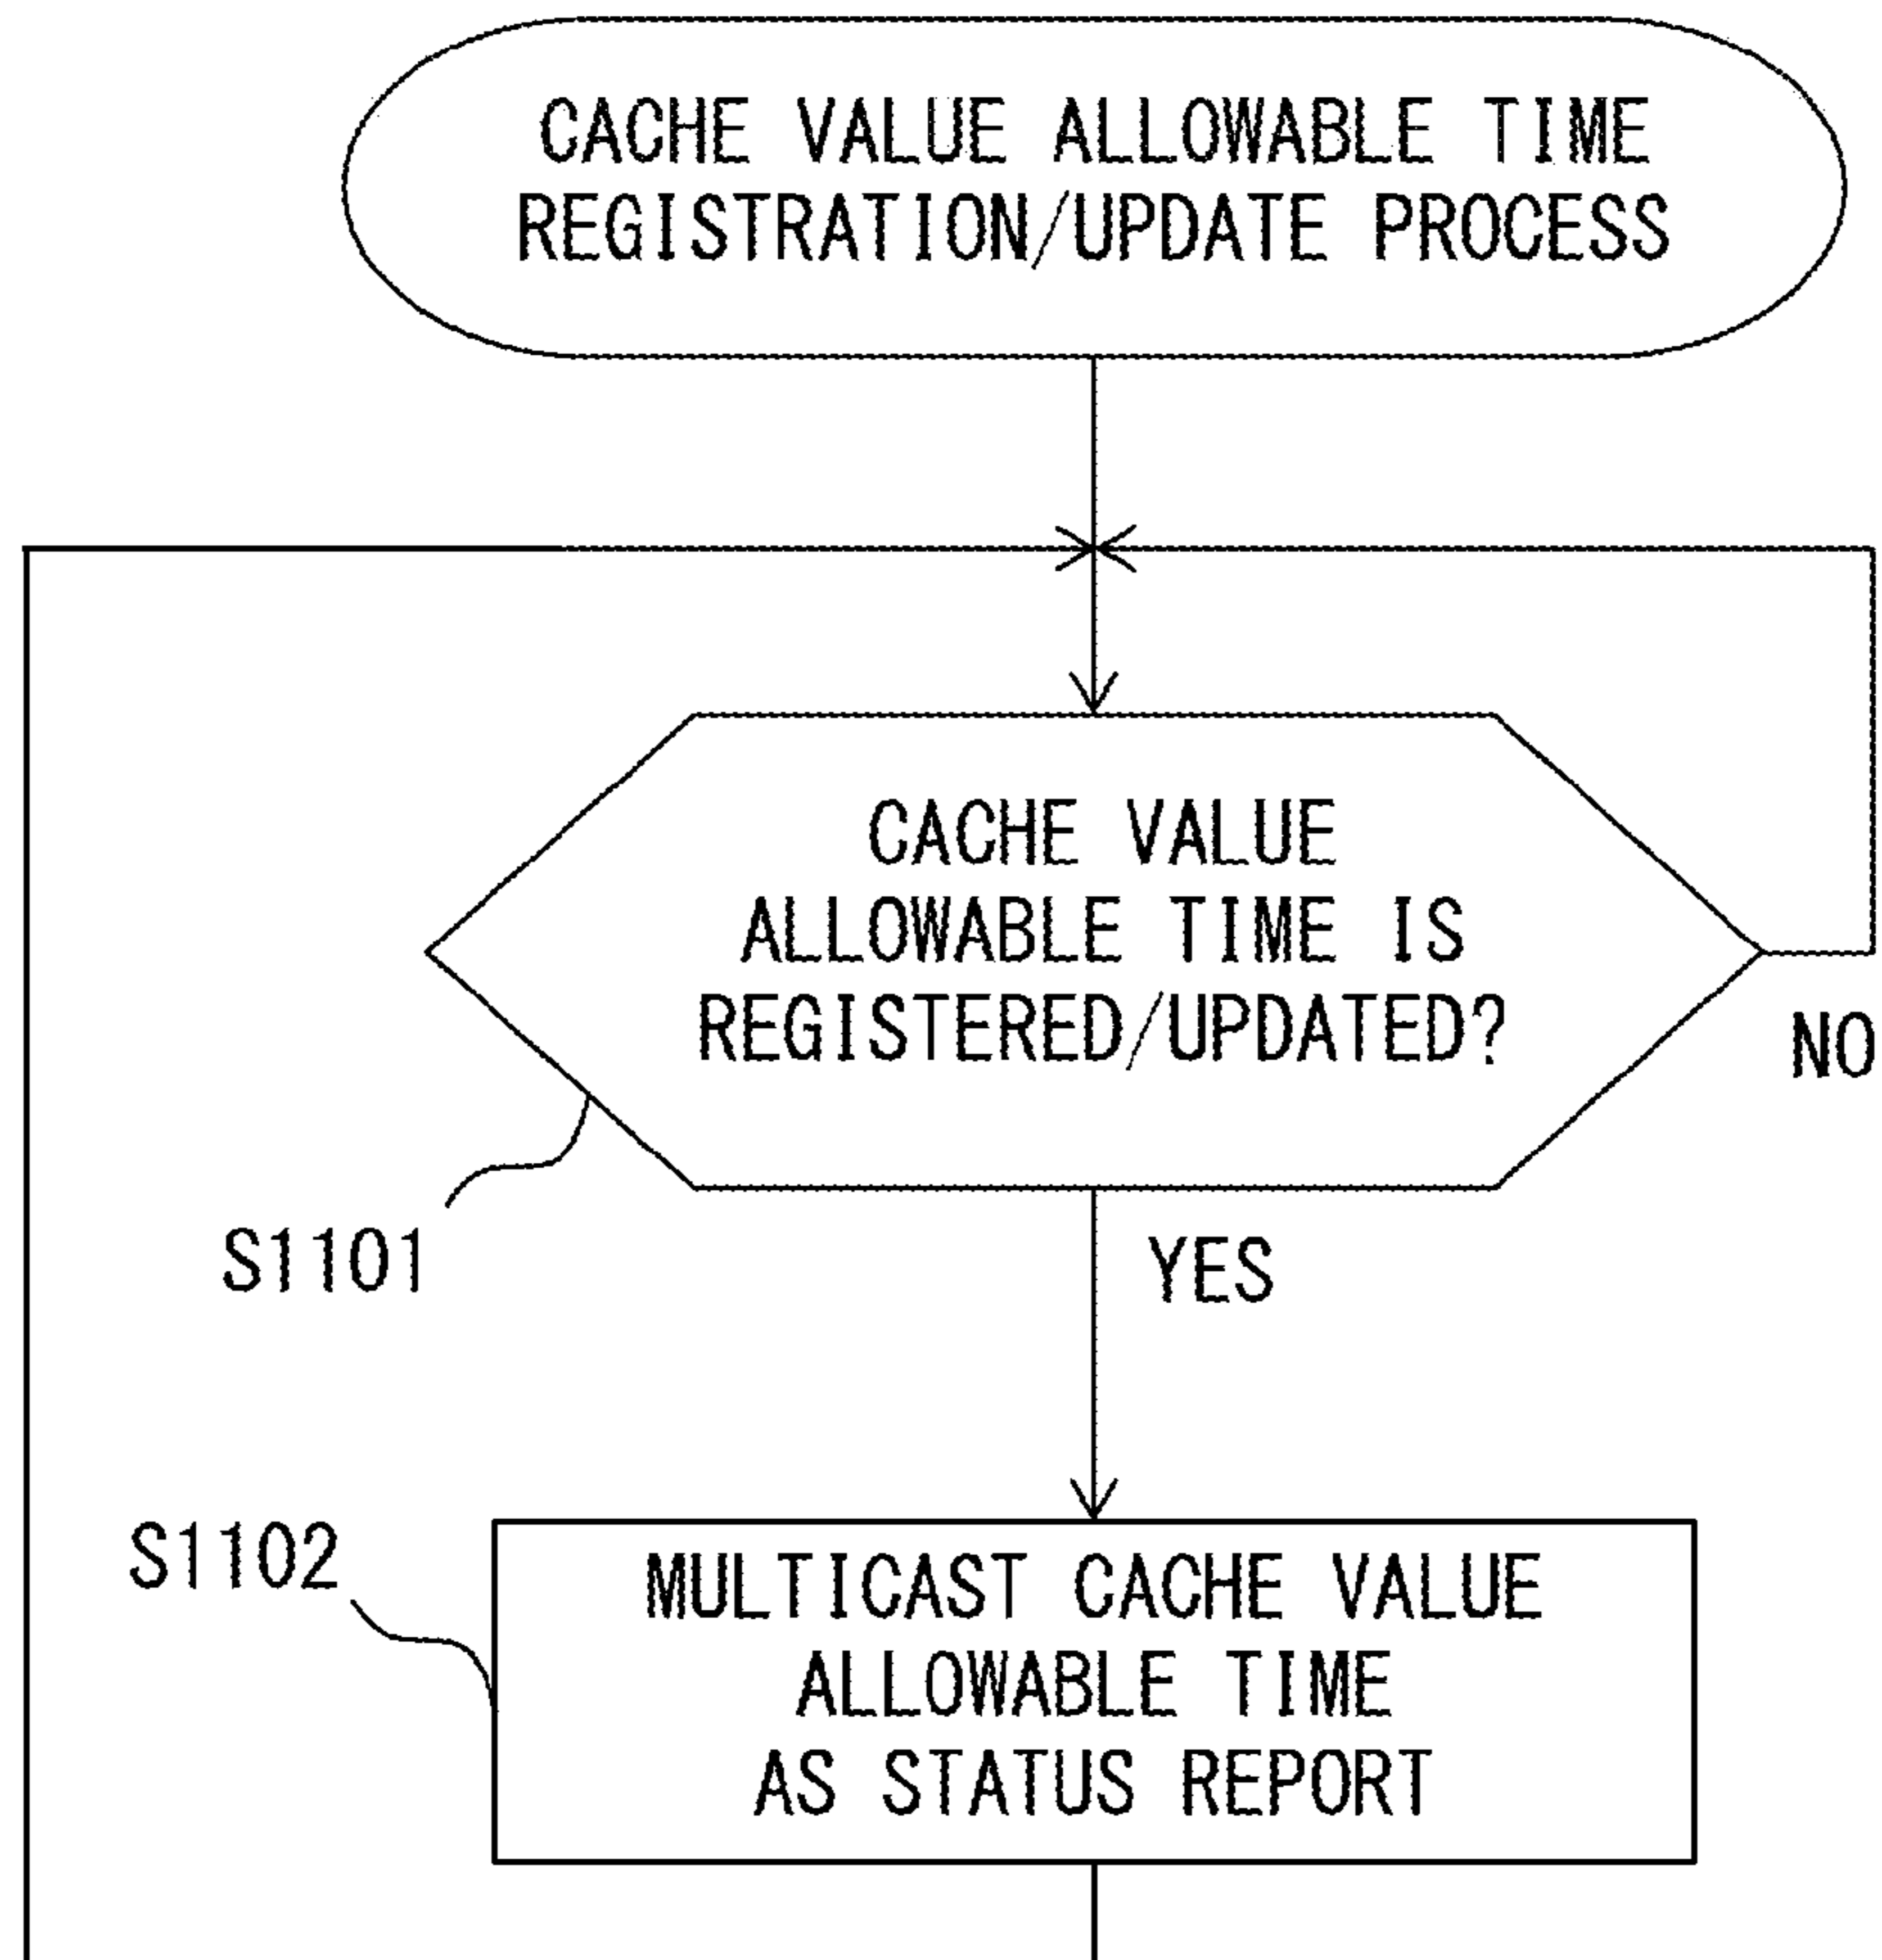 CACHE VALUE ALLOWABLE TIME
REGISTRATION/UPDATE PROCESS
CACHE VALUE
ALLOWABLE TIME IS
REGISTERED/UPDATED?
NO
S1101
YES
S1102
MULTICAST CACHE VALUE
ALLOWABLE TIME
AS STATUS REPORT